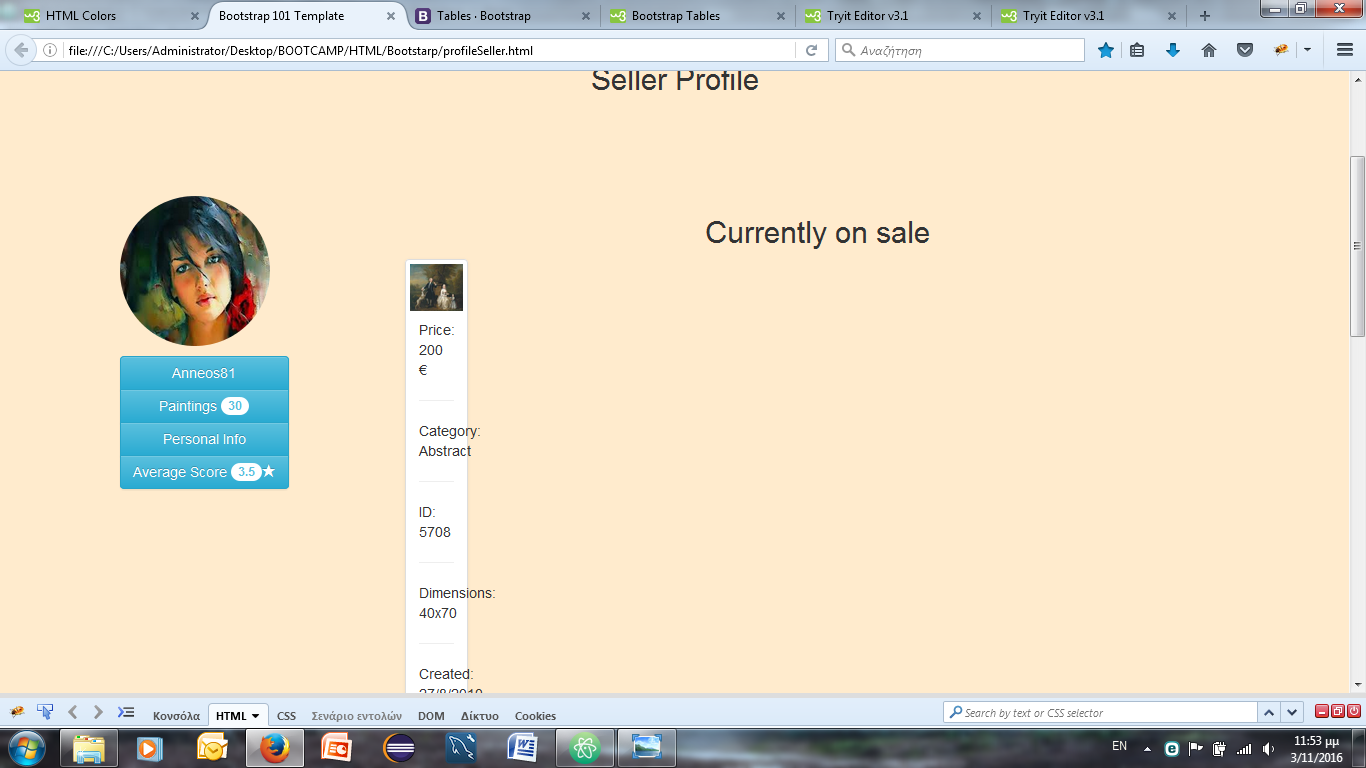 HTML Colors
Bootstrap 101 Template
Tables · Bootstrap
Bootstrap Tables
Tryit Editor v3.1
Tryit Editor v3.1
file:///C:/Users/Administrator/Desktop/BOOTCAMP/HTML/Bootstarp/profileSeller.html
Αναζήτηση
Seller Profile
Currently on sale
Anneos81
Paintings 30
Personal Info
Average Score 3.5★
Price:
200
€
Category:
Abstract
ID:
5708
Dimensions:
40x70
Created:
27/8/2010
Κονσόλα
HTML
CSS
Σενάριο εντολών
DOM
Δίκτυο
Cookies
Search by text or CSS selector
EN
11:53 μμ
3/11/2016